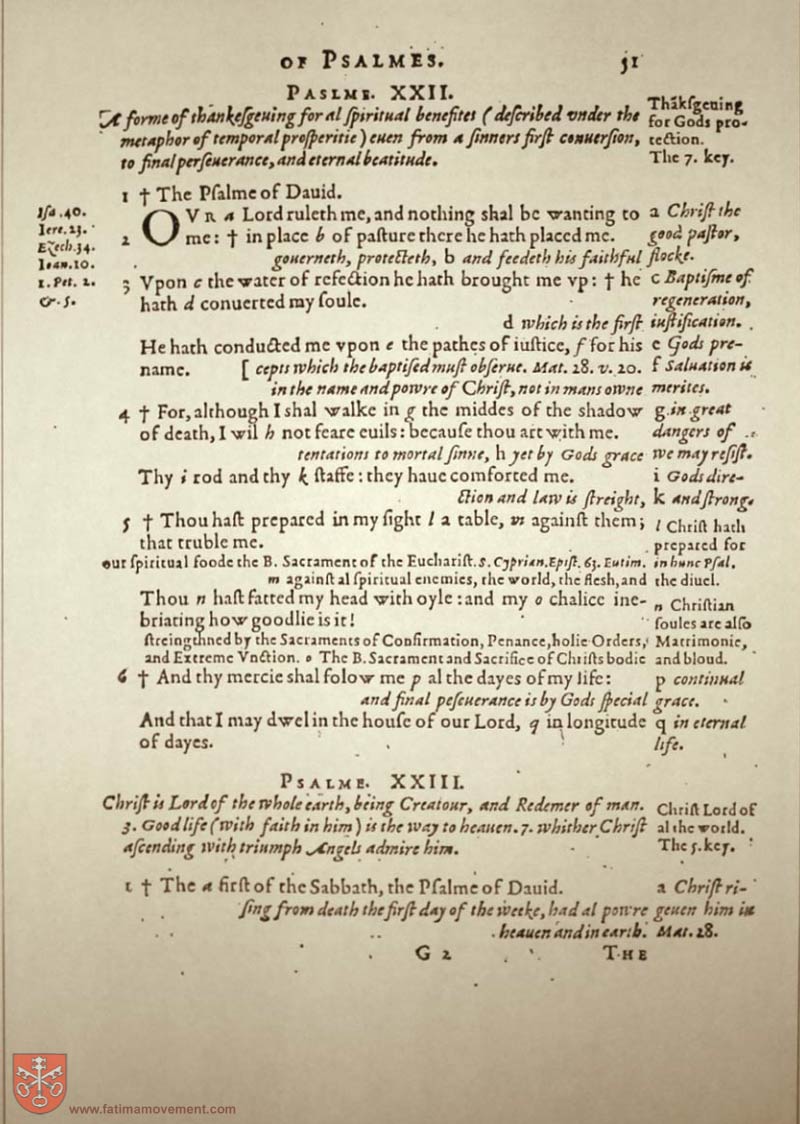 OF PSALMES. 51
PASLME. XXII.
A forme of thankeſgeuing for al ſpiritual benefites (deſcribed vnder the
metaphor of temporal proſperitie) euen from a ſinners firſt conuerſion,
to final perſeuerance, and eternal beatitude.
Thākſgeuing
for Gods pro-
tection.
The 7. key.
1 † The Pſalme of Dauid.
Iſa. 40.
Iere. 23.
Ezech. 34.
Ioan. 10.
1. Pet. 2.
& 5.
OVR a Lord ruleth me, and nothing shal be wanting to a Chriſt the
2 me: † in place b of paſture there he hath placed me. good paſtor,
gouerneth, protecteth, b and feedeth his faithful flocke.
3 Vpon c the water of refection he hath brought me vp: † he c Baptiſme of
hath d conuerted my ſoule. regeneration,
d which is the firſt iuſtification.
He hath conducted me vpon e the pathes of iuſtice, f for his e Gods pre-
name. [cepts which the baptiſed muſt obſerue. Mat. 28. v. 20. f Saluation is
in the name and powre of Chriſt, not in mans owne merites.
4 † For, although I shal walke in g the middes of the shadow g in great
of death, I wil h not feare euils: becauſe thou art with me. dangers of
tentations to mortal ſinne, h yet by Gods grace we may reſiſt.
Thy i rod and thy k ſtaffe: they haue comforted me. i Gods dire-
ction and law is ſtreight, k and ſtrong.
5 † Thou haſt prepared in my ſight l a table, m againſt them; l Chriſt hath
that truble me. prepared for
our ſpiritual foode the B. Sacrament of the Euchariſt. S. Cyprian. Epiſt. 63. Eutim. in hunc Pſal.
m againſt al ſpiritual enemies, the world, the fleſh, and the diuel.
Thou n haſt fatted my head with oyle: and my o chalice ine- n Chriſtian
briating how goodlie is it! ſoules are alſo
ſtreingthned by the Sacraments of Confirmation, Penance, holie Orders, Matrimonie,
and Extreme Vnction. o The B. Sacrament and Sacrifice of Chriſts bodie and bloud.
6 † And thy mercie shal folow me p al the dayes of my life: p continual
and final peſeuerance is by Gods ſpecial grace.
And that I may dwel in the houſe of our Lord, q in longitude q in eternal
of dayes. life.
PSALME. XXIII.
Chriſt is Lord of the whole earth, being Creatour, and Redemer of man.
3. Good life (with faith in him) is the way to heauen. 7. whither Chriſt
aſcending with triumph Angels admire him.
Chriſt Lord of
al the world.
The 5. key.
1 † The a firſt of the Sabbath, the Pſalme of Dauid. a Chriſt ri-
ſing from death the firſt day of the weeke, had al powre geuen him in
heauen and in earth. Mat. 28.
G 2 THE
www.fatimamovement.com